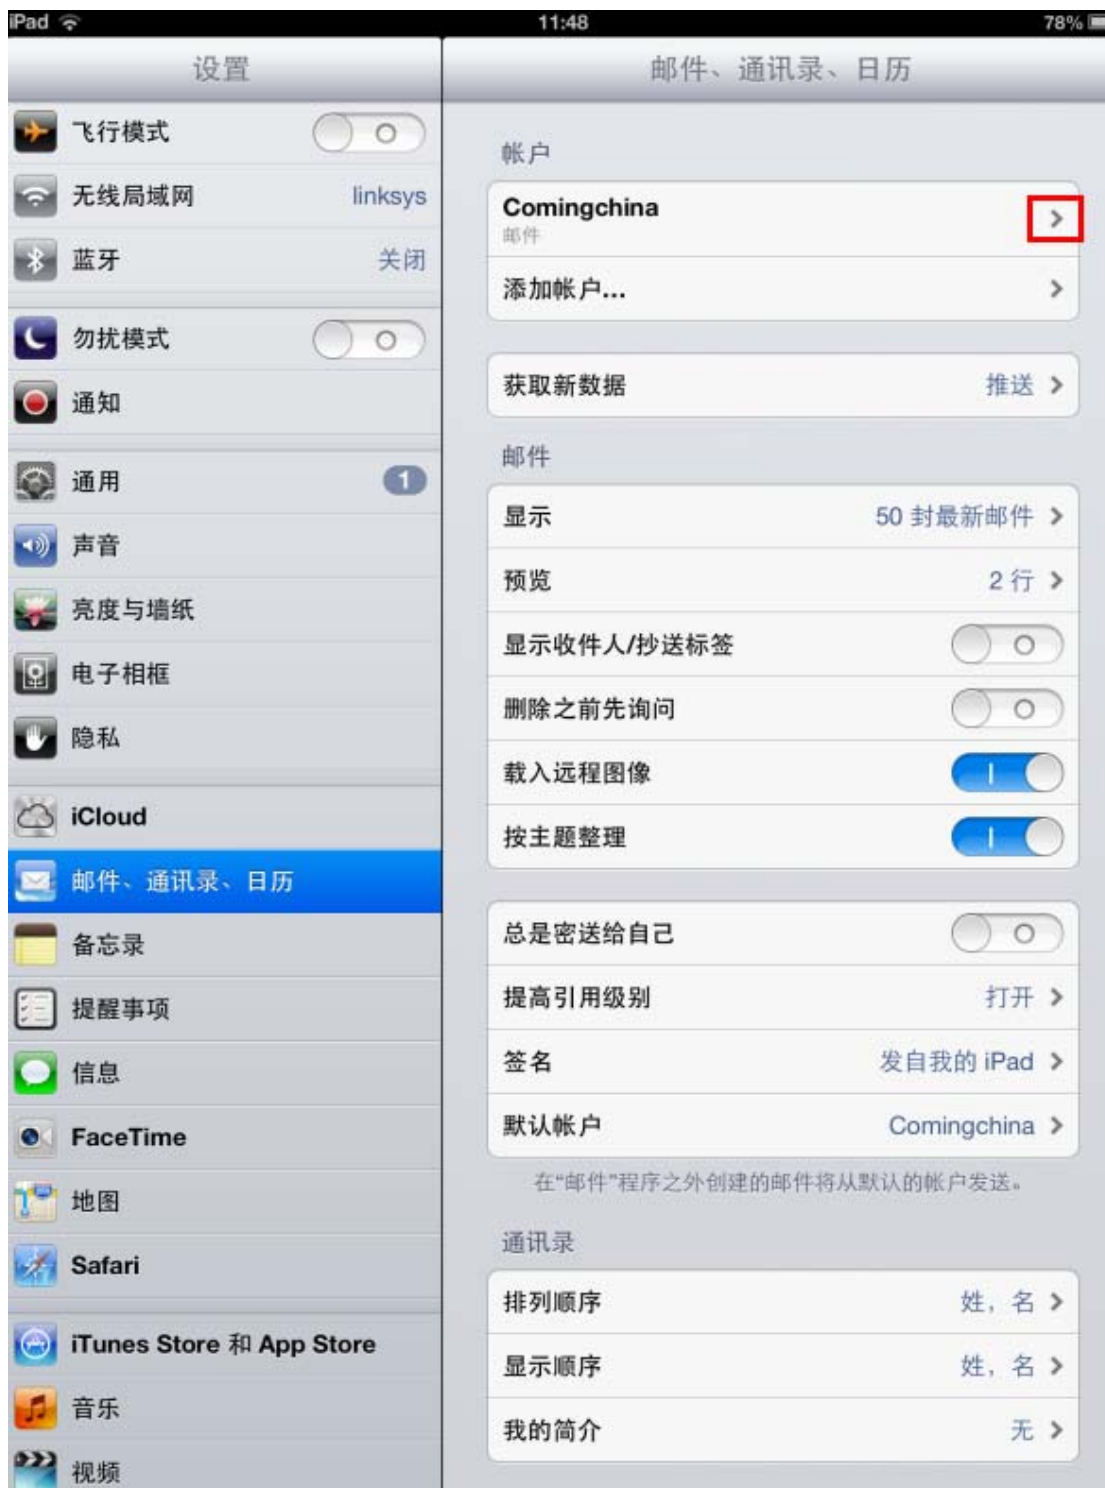 iPad
11:48
78%
设置
飞行模式
无线局域网 linksys
蓝牙 关闭
勿扰模式
通知
通用 1
声音
亮度与墙纸
电子相框
隐私
iCloud
邮件、通讯录、日历
备忘录
提醒事项
信息
FaceTime
地图
Safari
iTunes Store 和 App Store
音乐
视频
邮件、通讯录、日历
帐户
Comingchina
邮件
添加帐户...
获取新数据 推送
邮件
显示 50 封最新邮件
预览 2 行
显示收件人/抄送标签
删除之前先询问
载入远程图像
按主题整理
总是密送给自己
提高引用级别 打开
签名 发自我的 iPad
默认帐户 Comingchina
在“邮件”程序之外创建的邮件将从默认的帐户发送。
通讯录
排列顺序 姓，名
显示顺序 姓，名
我的简介 无